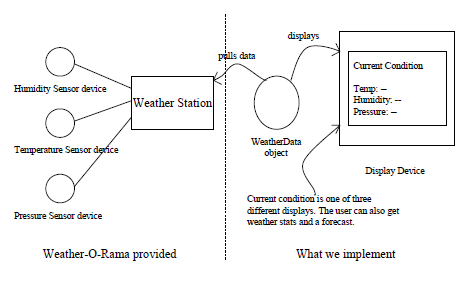 displays
pulls data
Current Condition
Temp: --
Humidity: --
Pressure: --
Humidity Sensor device
Weather Station
Temperature Sensor device
WeatherData
object
Display Device
Current condition is one of three
different displays. The user can also get
weather stats and a forecast.
Pressure Sensor device
Weather-O-Rama provided
What we implement